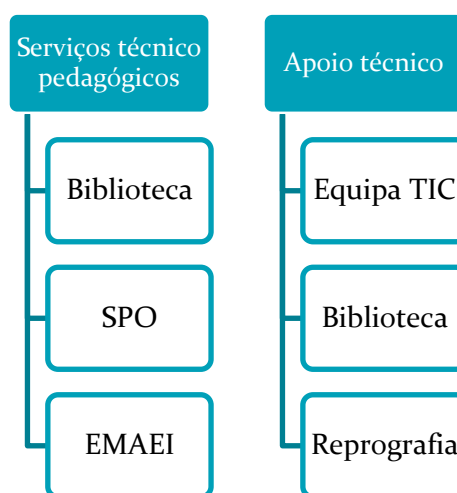 Serviços técnico
pedagógicos
Biblioteca
SPO
EMAEI
Apoio técnico
Equipa TIC
Biblioteca
Reprografia